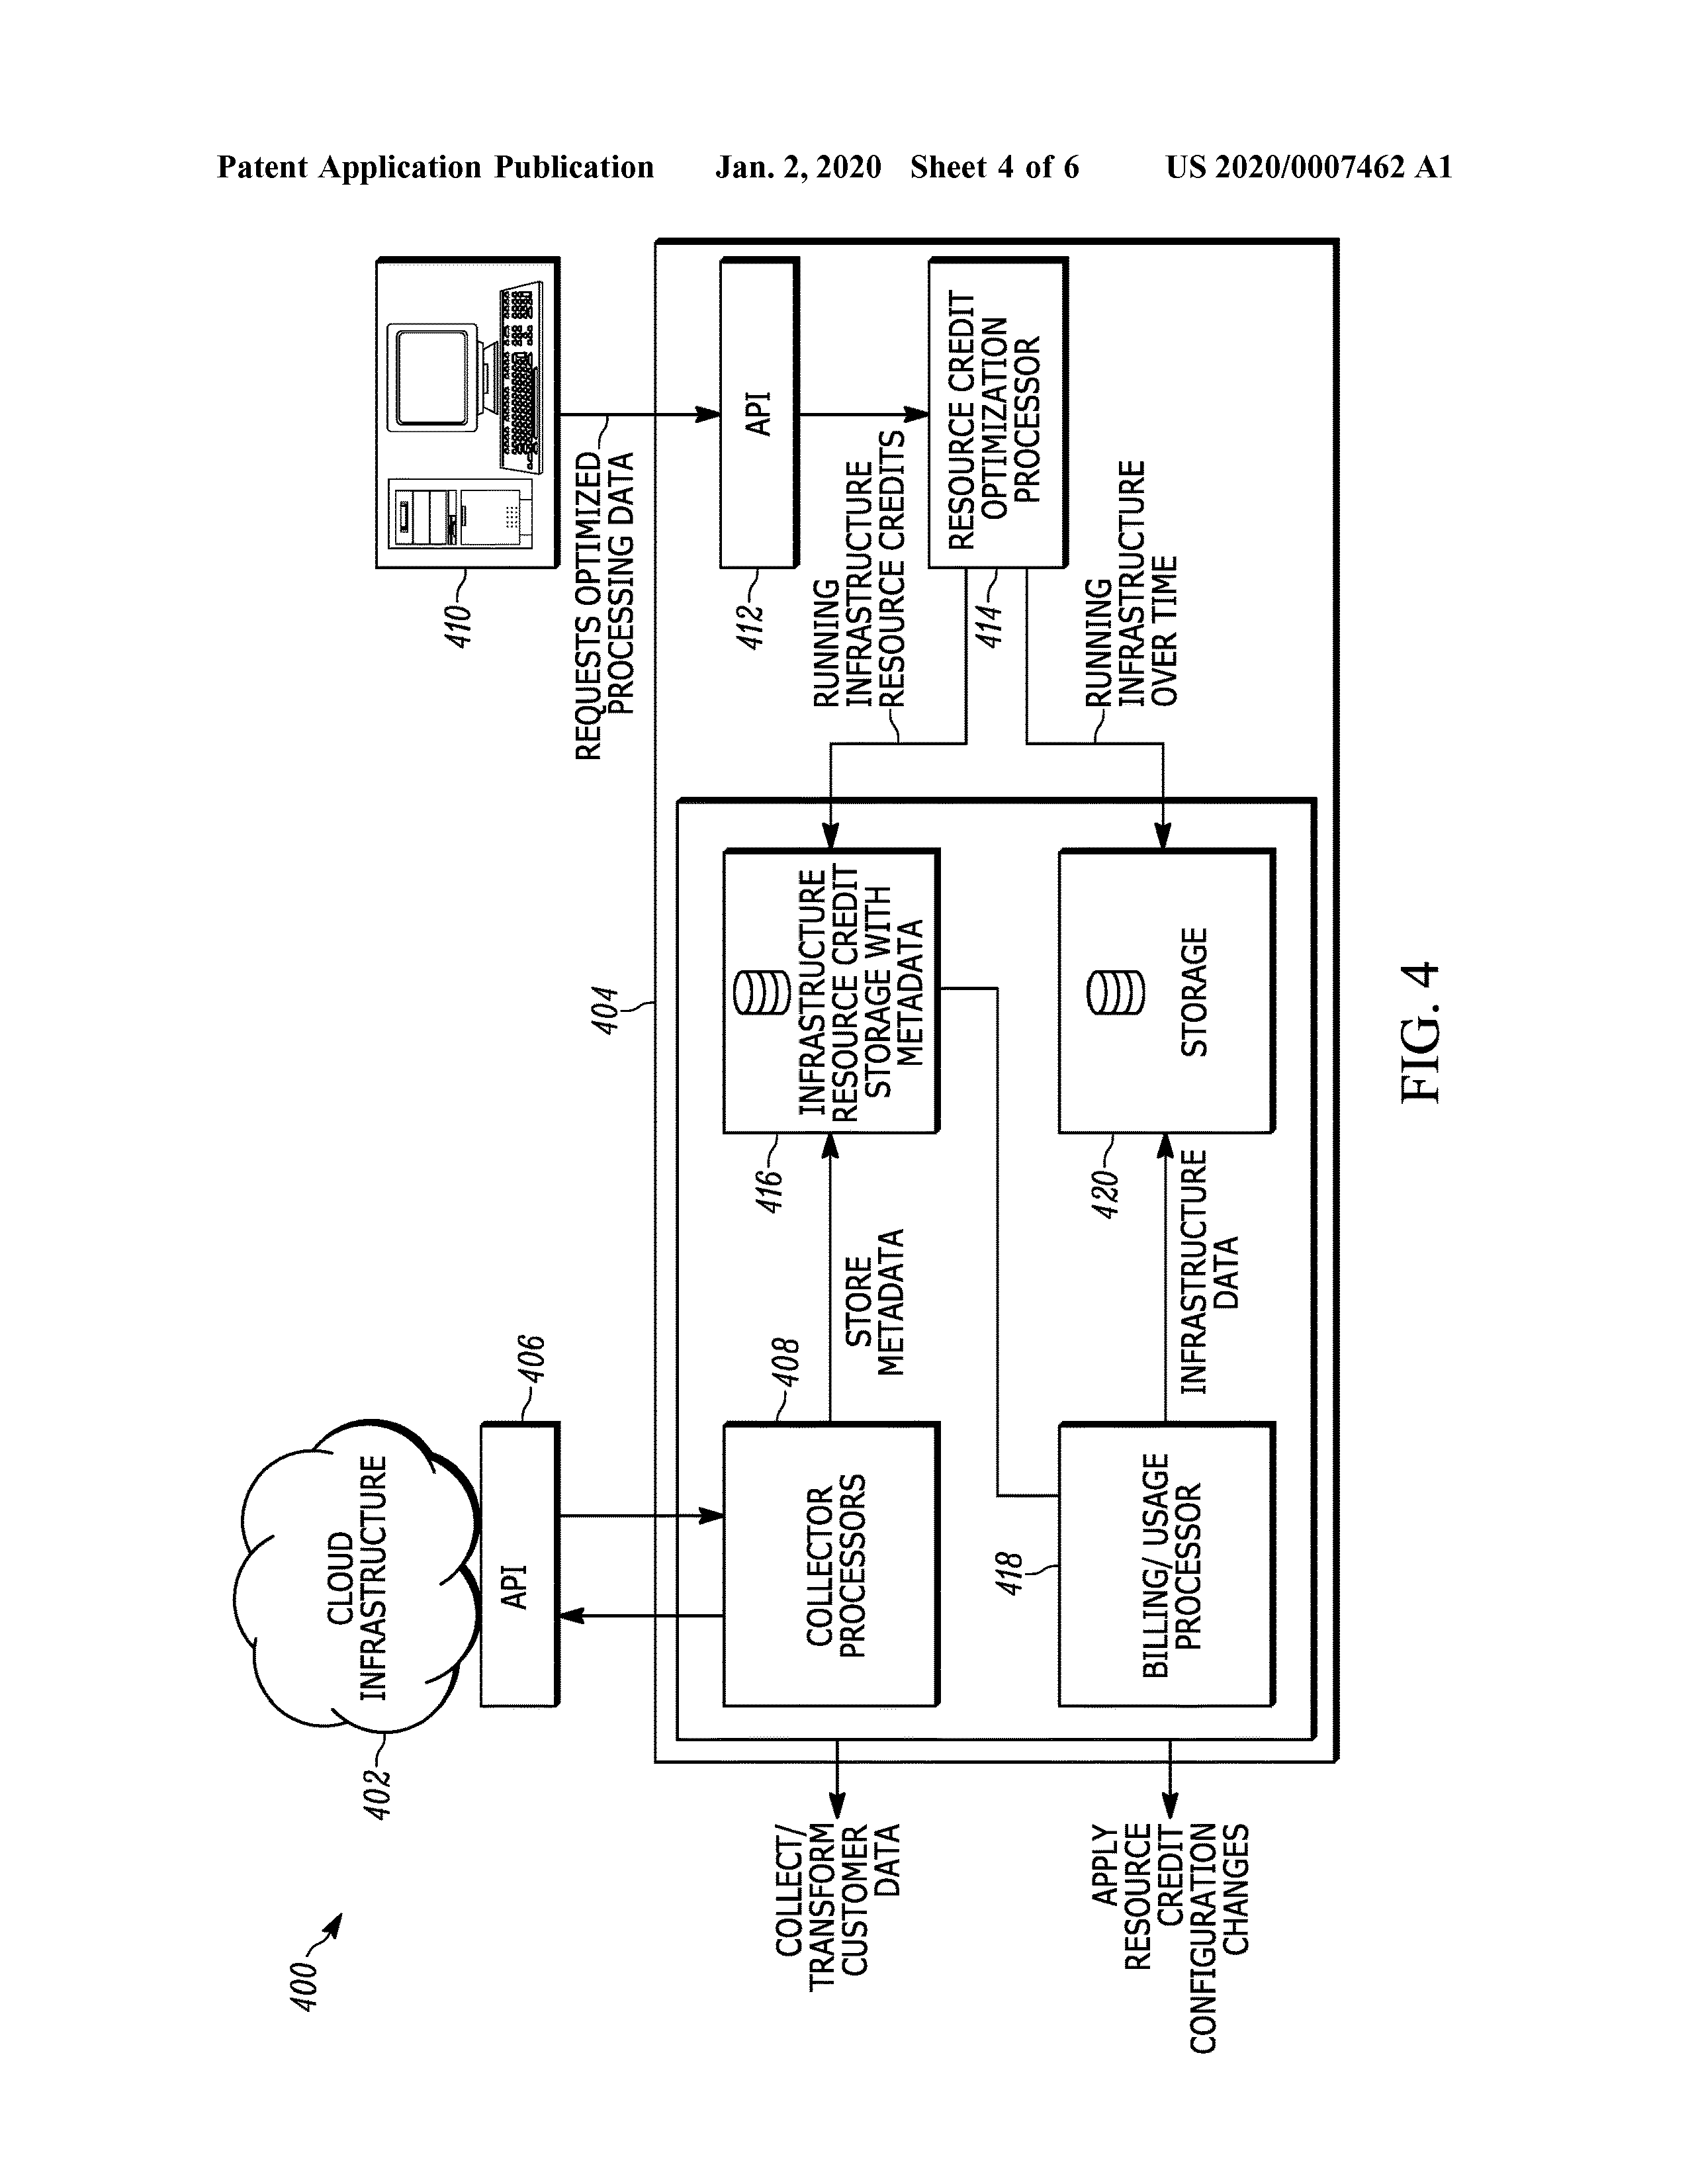 Patent Application Publication Jan. 2, 2020 Sheet 4 of 6 US 2020/0007462 A1
400
402
CLOUD
INFRASTRUCTURE
API
406
410
REQUESTS OPTIMIZED
PROCESSING DATA
404
COLLECT/
TRANSFORM
CUSTOMER
DATA
COLLECTOR
PROCESSORS
408
STORE
METADATA
416
INFRASTRUCTURE
RESOURCE CREDIT
STORAGE WITH
METADATA
RUNNING
INFRASTRUCTURE
RESOURCE CREDITS
412
API
414
RESOURCE CREDIT
OPTIMIZATION
PROCESSOR
APPLY
RESOURCE
CREDIT
CONFIGURATION
CHANGES
418
BILLING/ USAGE
PROCESSOR
INFRASTRUCTURE
DATA
420
STORAGE
RUNNING
INFRASTRUCTURE
OVER TIME
FIG. 4